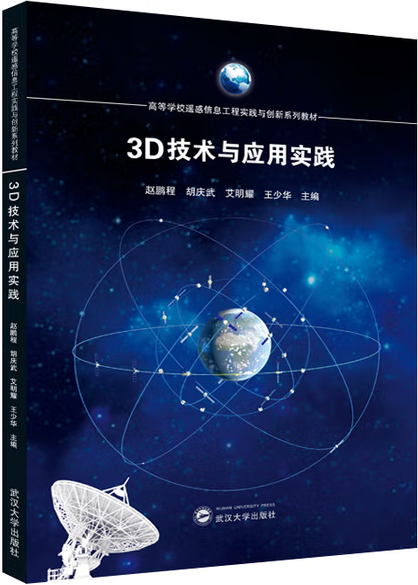 高等学校遥感信息工程实践与创新系列教材
3D技术与应用实践
赵鹏程 胡庆武 艾明耀 王少华 主编
WUHAN UNIVERSITY PRESS
武汉大学出版社
高等学校遥感信息工程实践与创新系列教材
3D技术与应用实践
赵鹏程 胡庆武 艾明耀 王少华 主编
武汉大学出版社